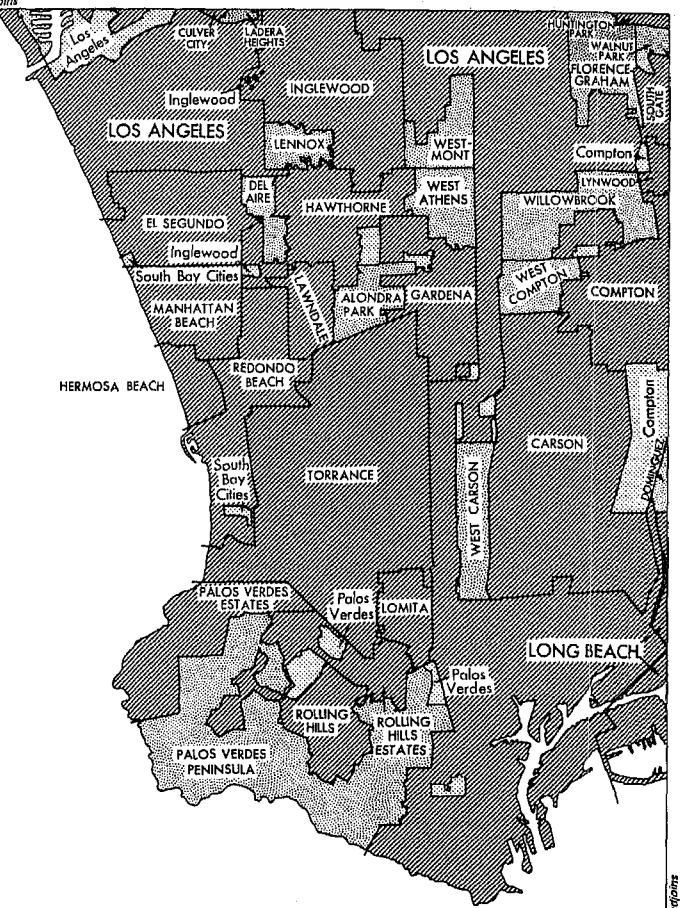 Los
Angeles
CULVER
CITY
LADERA
HEIGHTS
HUNTINGTON
PARK
WALNUT
PARK
FLORENCE-
GRAHAM
SOUTH
GATE
LOS ANGELES
Inglewood
INGLEWOOD
LOS ANGELES
LENNOX
WEST-
MONT
Compton
LYNWOOD
DEL
AIRE
HAWTHORNE
WEST
ATHENS
WILLOWBROOK
EL SEGUNDO
Inglewood
South Bay Cities
MANHATTAN
BEACH
LAWNDALE
ALONDRA
PARK
GARDENA
WEST
COMPTON
COMPTON
HERMOSA BEACH
REDONDO
BEACH
Compton
DOMINGUEZ
CARSON
South
Bay
Cities
TORRANCE
WEST CARSON
PALOS VERDES
ESTATES
Palos
Verdes
LOMITA
LONG BEACH
Palos
Verdes
ROLLING
HILLS
ROLLING
HILLS
ESTATES
PALOS VERDES
PENINSULA